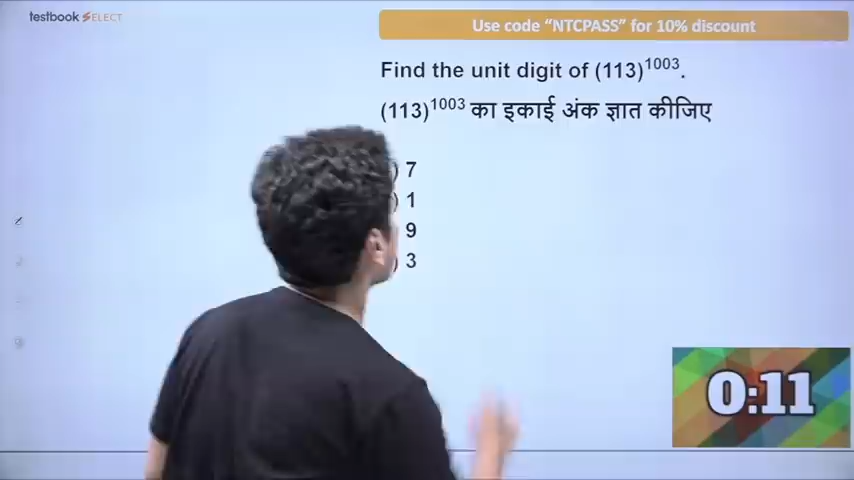 testbook SELECT
Use code “NTCPASS” for 10% discount
Find the unit digit of (113)^1003.
(113)^1003 का इकाई अंक ज्ञात कीजिए
) 7
) 1
9
) 3
0:11